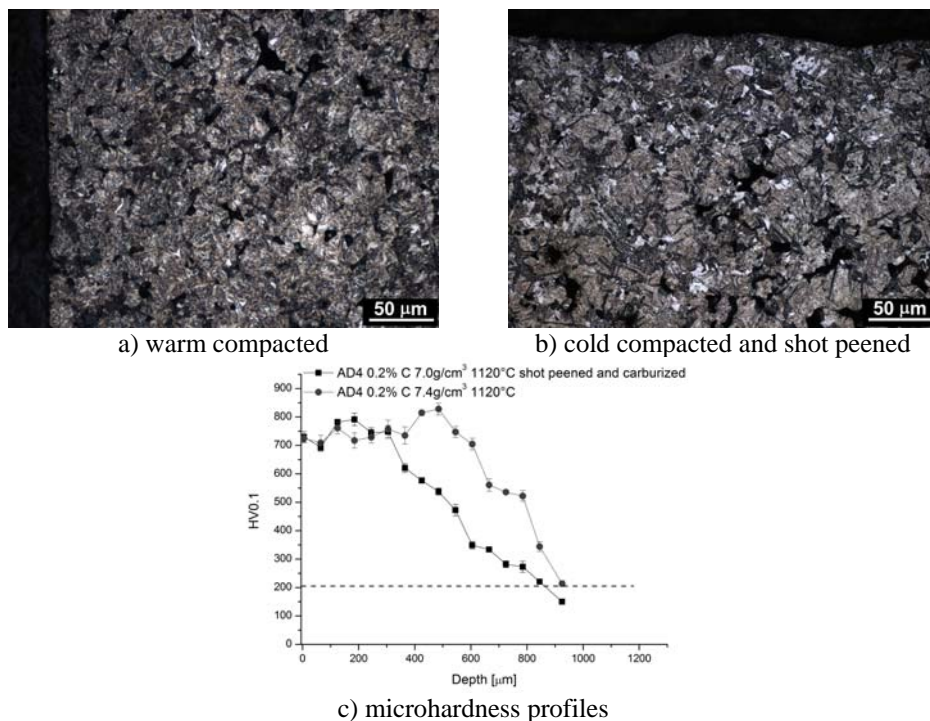 50 μm
50 μm
a) warm compacted
b) cold compacted and shot peened
AD4 0.2% C 7.0g/cm³ 1120°C shot peened and carburized
AD4 0.2% C 7.4g/cm³ 1120°C
900
800
700
600
500
400
300
200
100
0
HV0.1
0 200 400 600 800 1000 1200
Depth [μm]
c) microhardness profiles